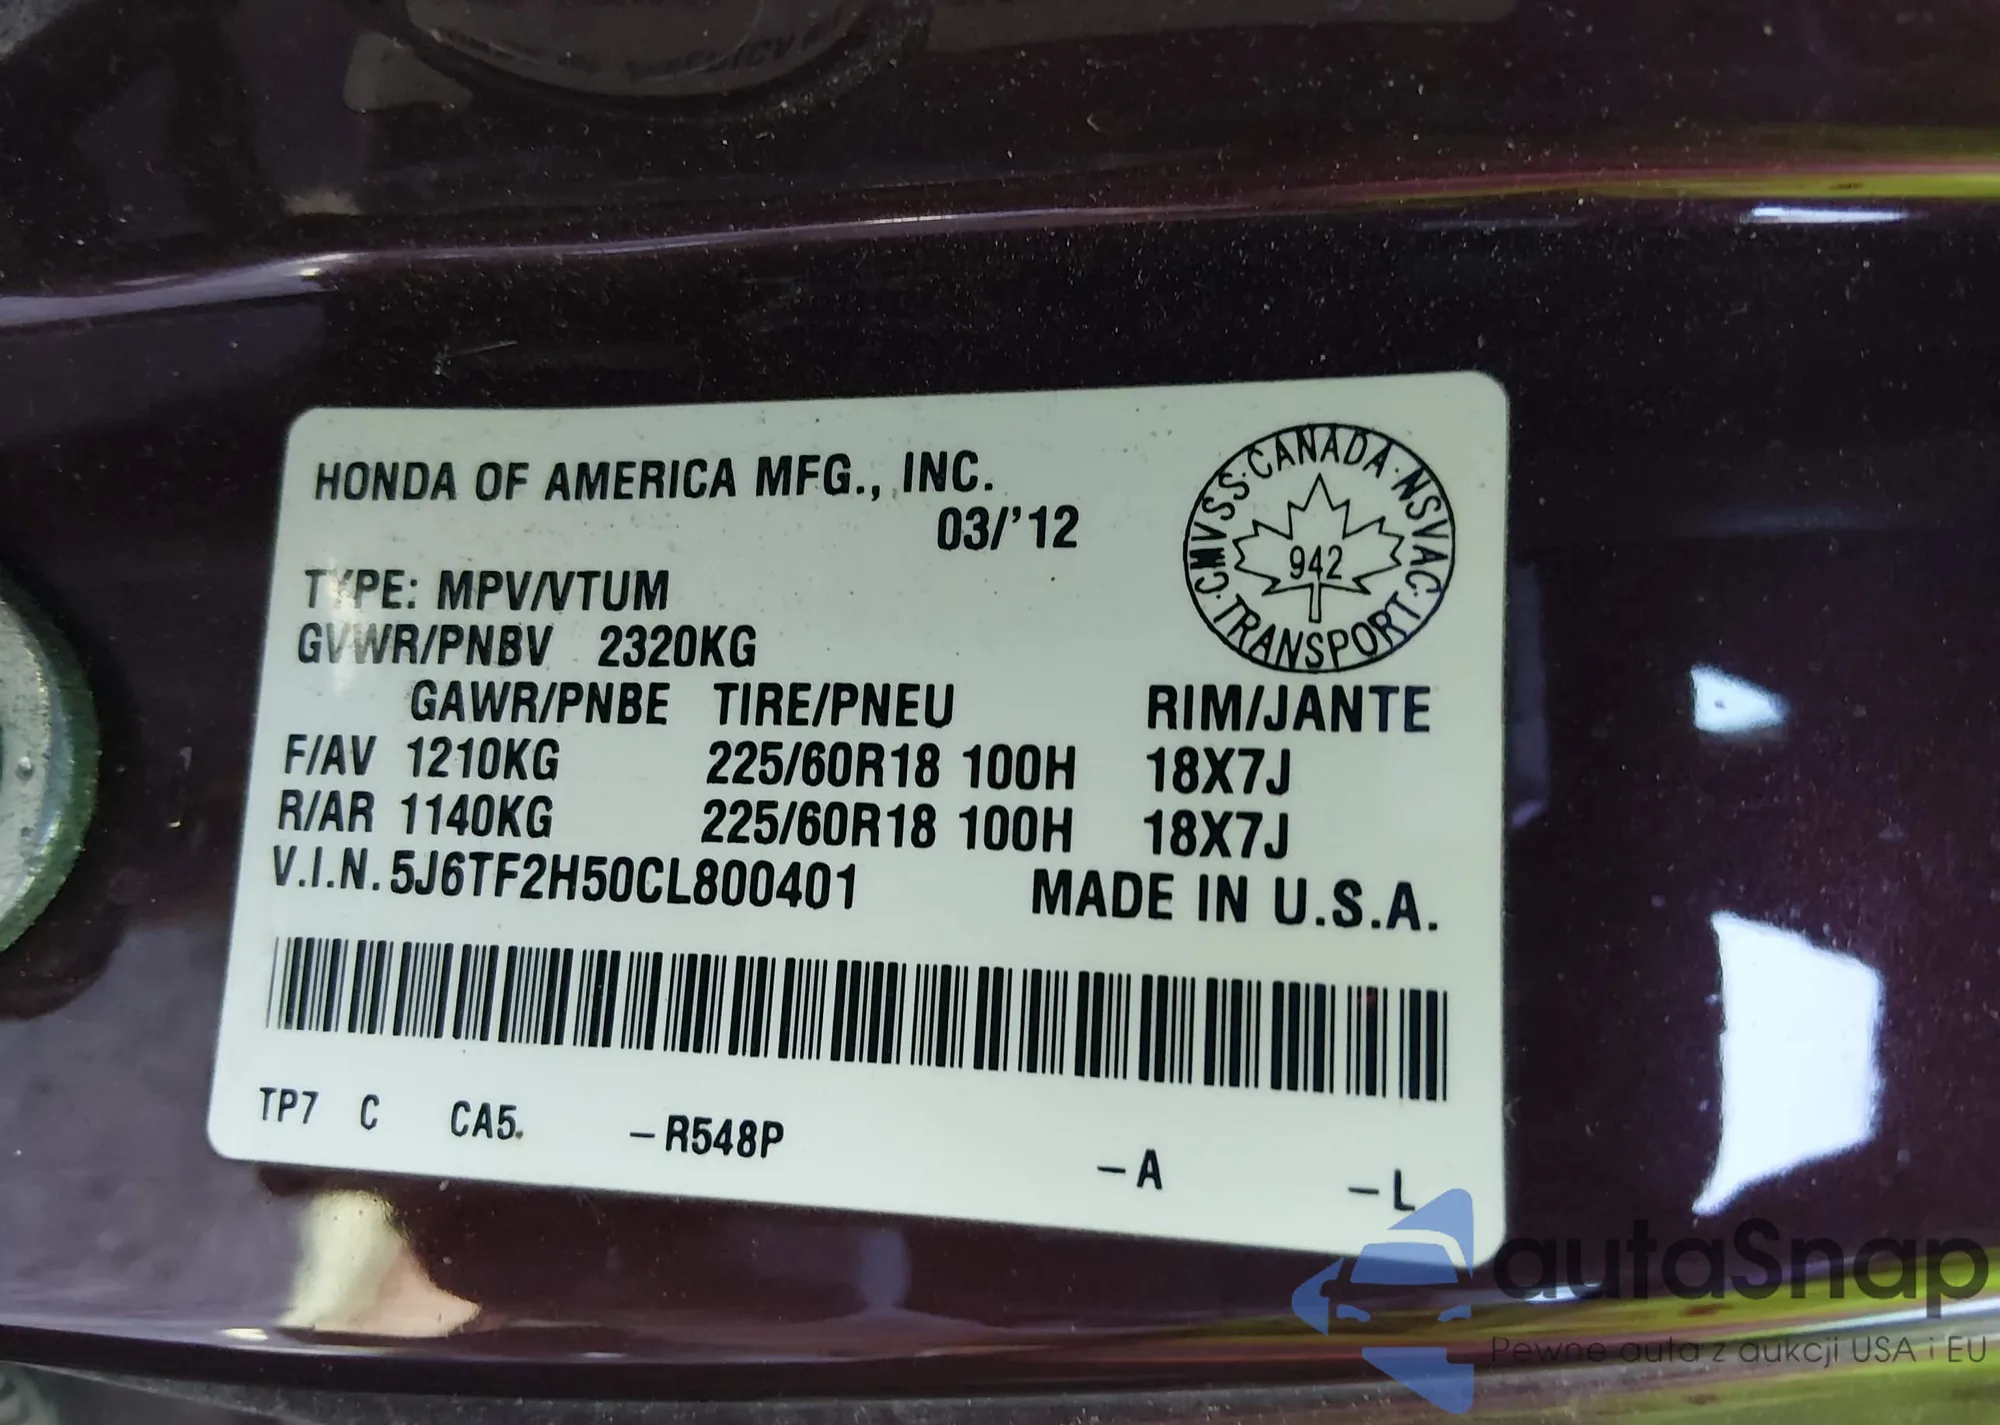 HONDA OF AMERICA MFG., INC.
03/'12
CMVSS·CANADA·NSVAC·TRANSPORT·
942
TYPE: MPV/VTUM
GVWR/PNBV 2320KG
GAWR/PNBE TIRE/PNEU RIM/JANTE
F/AV 1210KG 225/60R18 100H 18X7J
R/AR 1140KG 225/60R18 100H 18X7J
V.I.N. 5J6TF2H50CL800401 MADE IN U.S.A.
TP7 C CA5. –R548P –A –L
autaSnap
Pewne auta z aukcji USA i EU